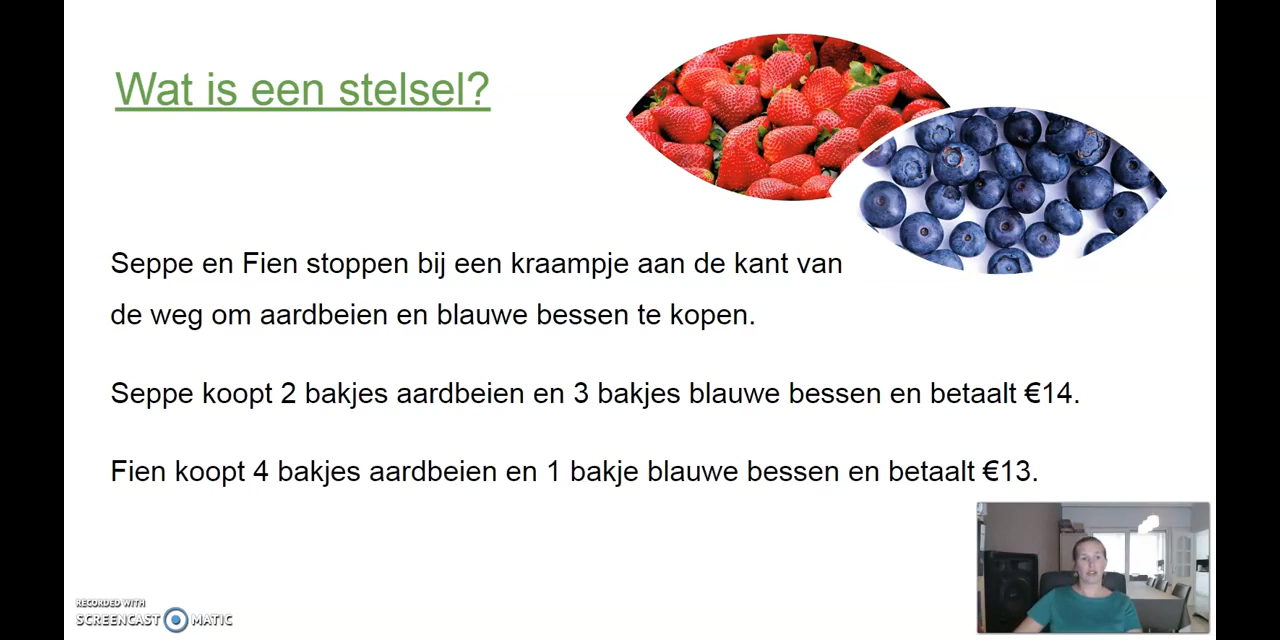 Wat is een stelsel?
Seppe en Fien stoppen bij een kraampje aan de kant van
de weg om aardbeien en blauwe bessen te kopen.
Seppe koopt 2 bakjes aardbeien en 3 bakjes blauwe bessen en betaalt €14.
Fien koopt 4 bakjes aardbeien en 1 bakje blauwe bessen en betaalt €13.
RECORDED WITH
SCREENCAST MATIC